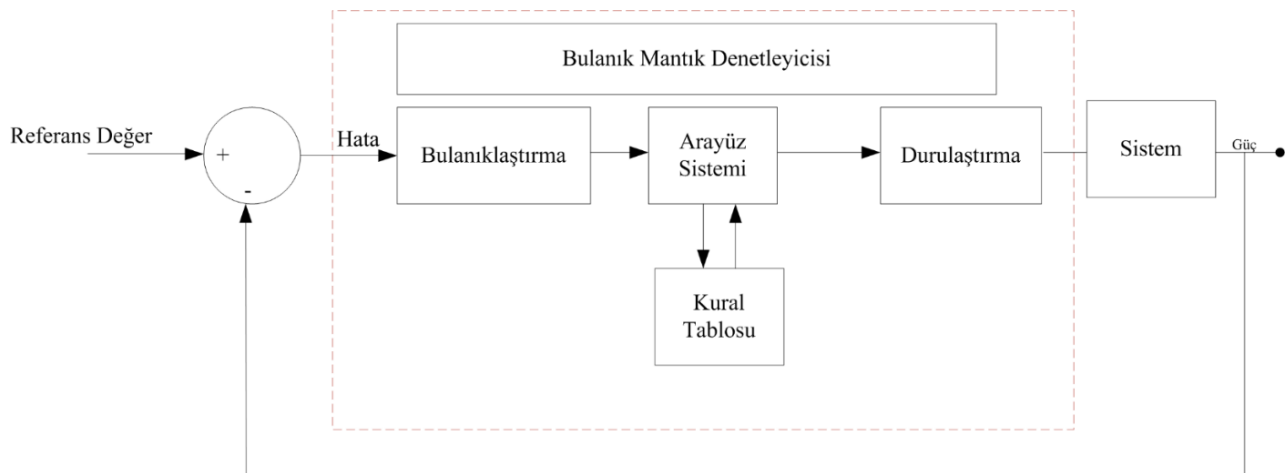 Bulanık Mantık Denetleyicisi
Referans Değer
+
-
Hata
Bulanıklaştırma
Arayüz
Sistemi
Durulaştırma
Sistem
Güç
Kural
Tablosu